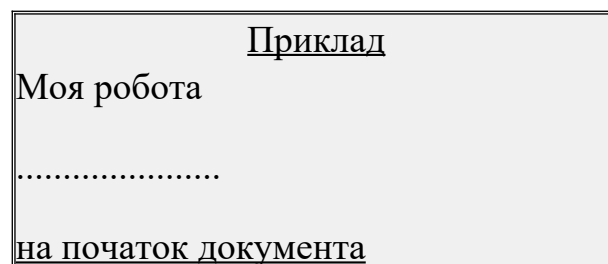 Приклад
Моя робота
......................
на початок документа